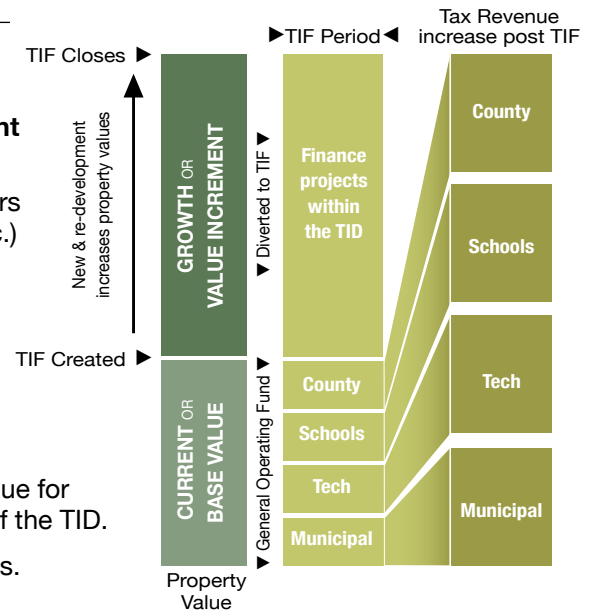 Tax Revenue
increase post TIF
▶TIF Period◀
TIF Closes ▶
nt
rs
c.)
New & re-development
increases property values
TIF Created ▶
ue for
f the TID.
s.
GROWTH OR
VALUE INCREMENT
CURRENT OR
BASE VALUE
Property
Value
◀ Diverted to TIF ▶
◀ General Operating Fund ▶
Finance
projects
within
the TID
County
Schools
Tech
Municipal
County
Schools
Tech
Municipal